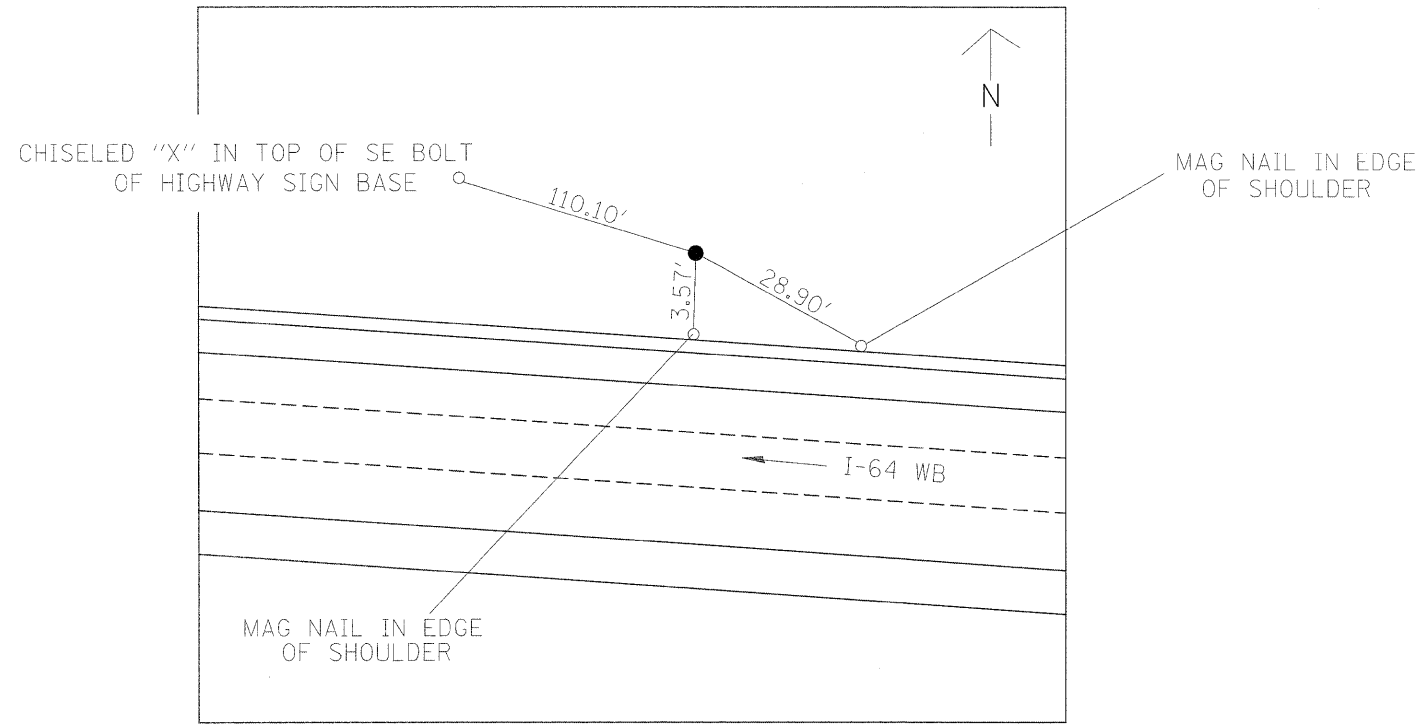 N
CHISELED "X" IN TOP OF SE BOLT
OF HIGHWAY SIGN BASE
MAG NAIL IN EDGE
OF SHOULDER
110.10'
28.90'
3.57'
I-64 WB
MAG NAIL IN EDGE
OF SHOULDER